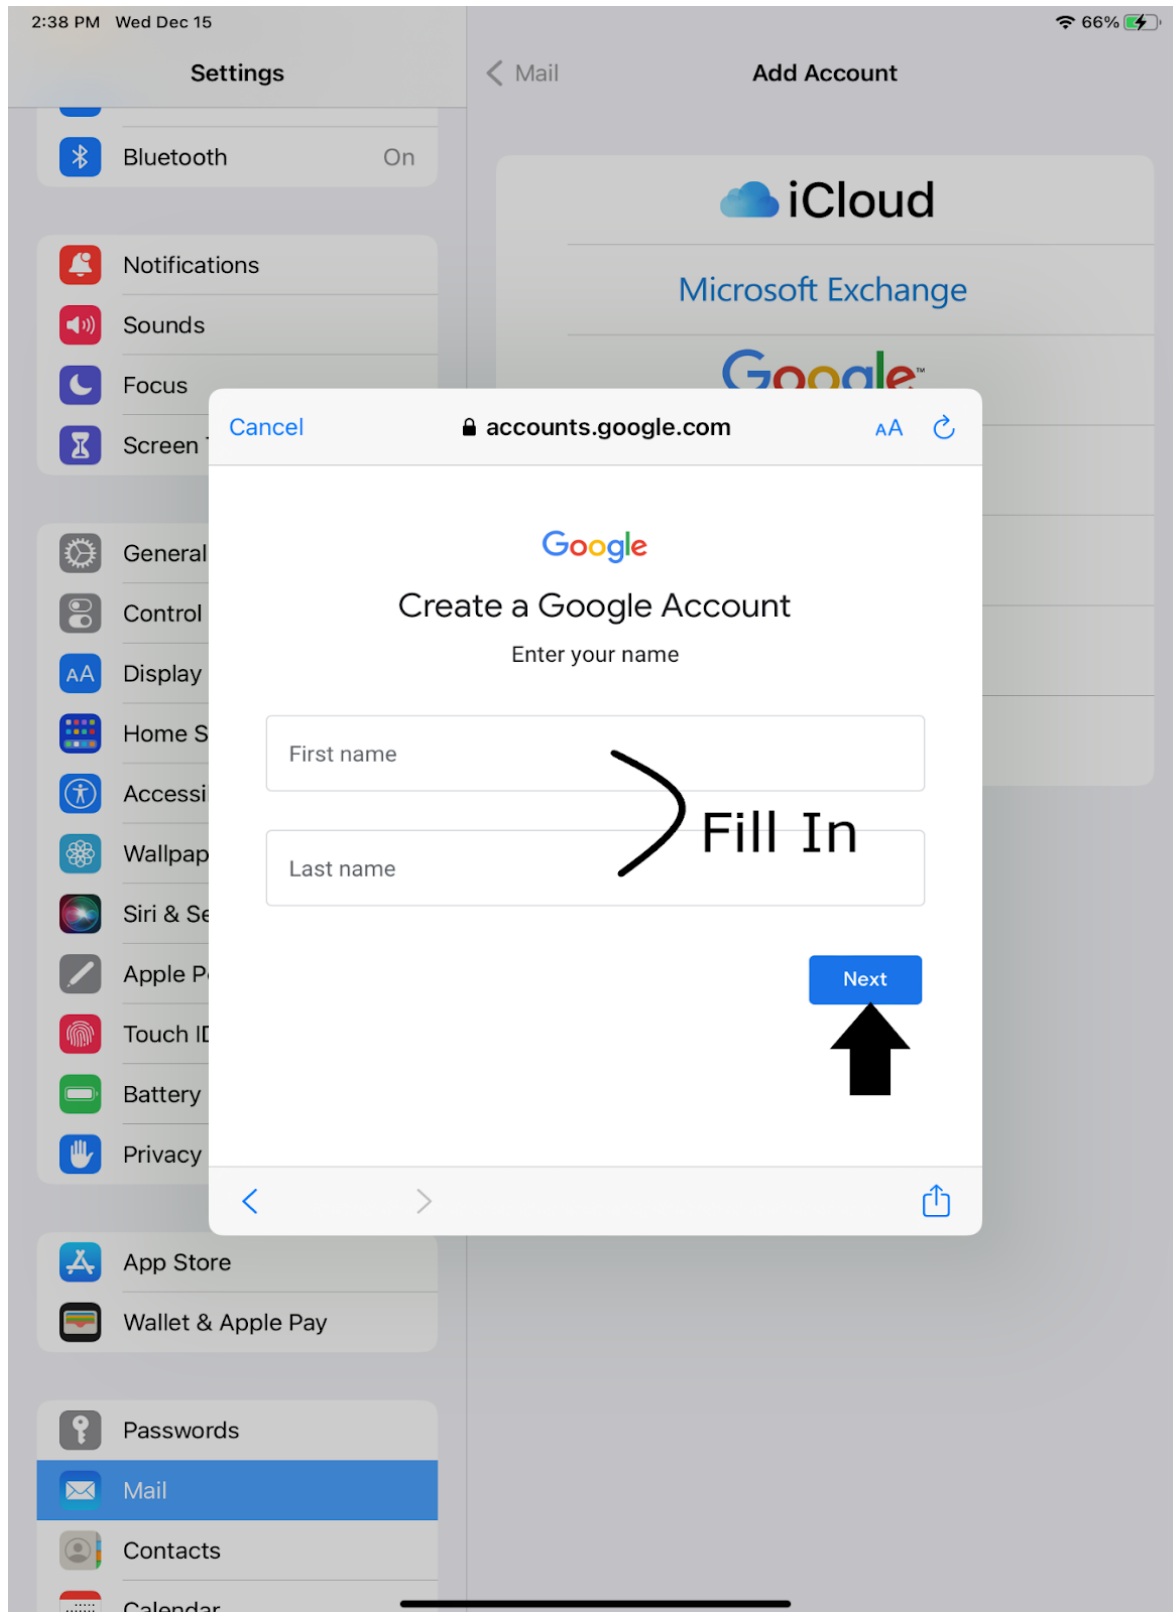 2:38 PM Wed Dec 15
66%
Settings
Mail
Add Account
Bluetooth On
Notifications
Sounds
Focus
Screen
General
Control
Display
Home S
Accessi
Wallpap
Siri & Se
Apple P
Touch ID
Battery
Privacy
App Store
Wallet & Apple Pay
Passwords
Mail
Contacts
Calendar
iCloud
Microsoft Exchange
Google™
Cancel
accounts.google.com
AA
Google
Create a Google Account
Enter your name
First name
Fill In
Last name
Next